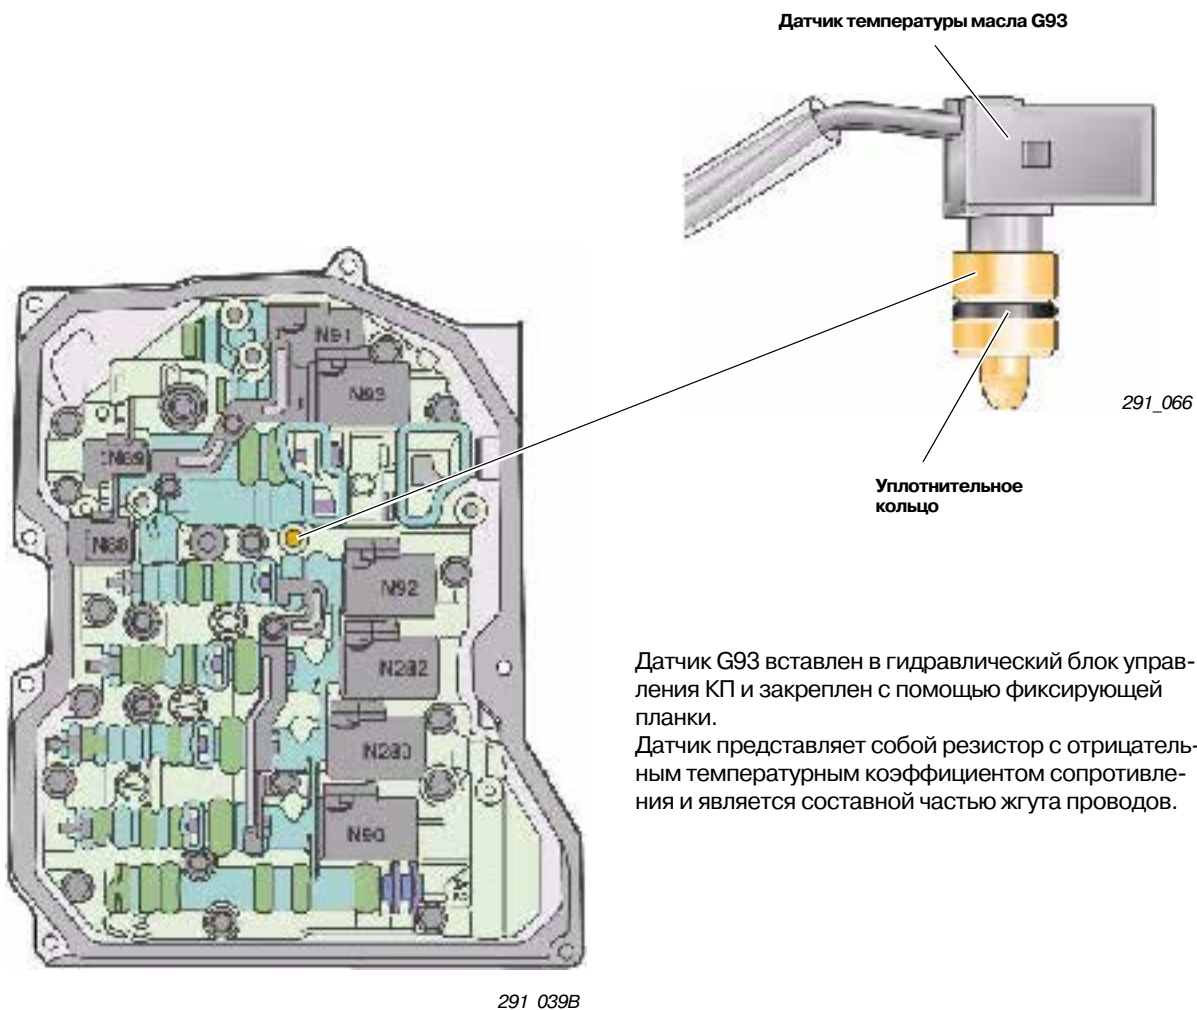 Датчик температуры масла G93
291_066
Уплотнительное
кольцо
N91
N93
N89
N88
N92
N282
N90
Датчик G93 вставлен в гидравлический блок управ-
ления КП и закреплен с помощью фиксирующей
планки.
Датчик представляет собой резистор с отрицатель-
ным температурным коэффициентом сопротивле-
ния и является составной частью жгута проводов.
291_039B